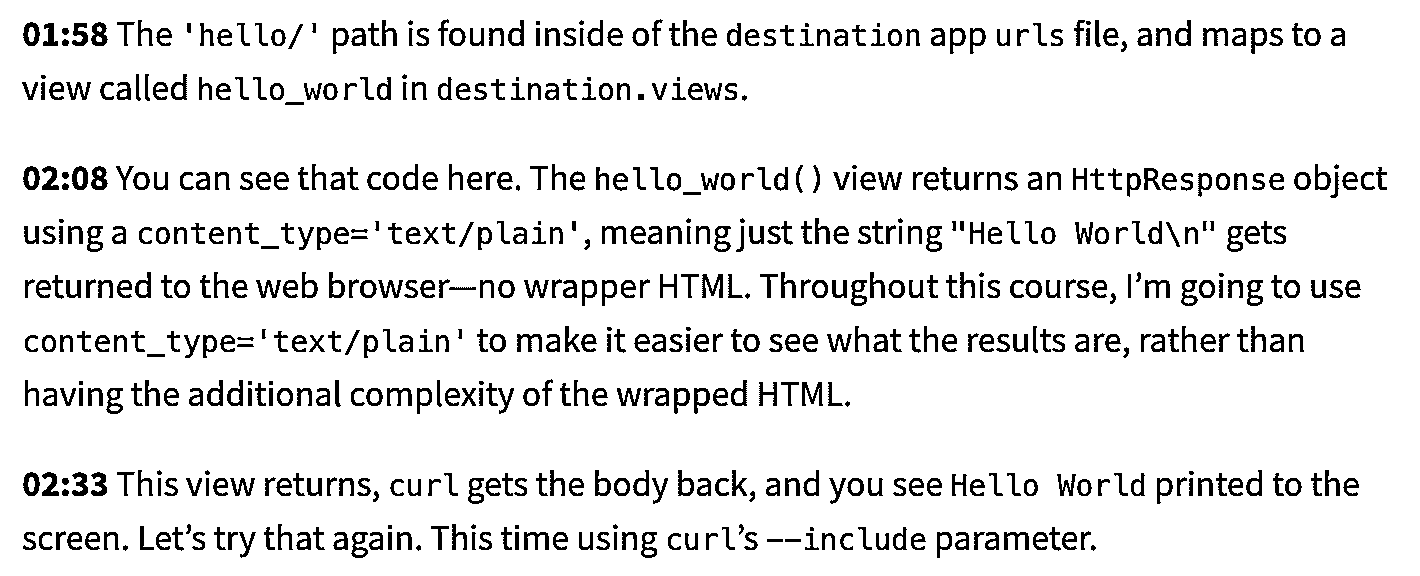 01:58 The 'hello/' path is found inside of the destination app urls file, and maps to a
view called hello_world in destination.views.
02:08 You can see that code here. The hello_world() view returns an HttpResponse object
using a content_type='text/plain', meaning just the string "Hello World\n" gets
returned to the web browser—no wrapper HTML. Throughout this course, I’m going to use
content_type='text/plain' to make it easier to see what the results are, rather than
having the additional complexity of the wrapped HTML.
02:33 This view returns, curl gets the body back, and you see Hello World printed to the
screen. Let’s try that again. This time using curl’s --include parameter.